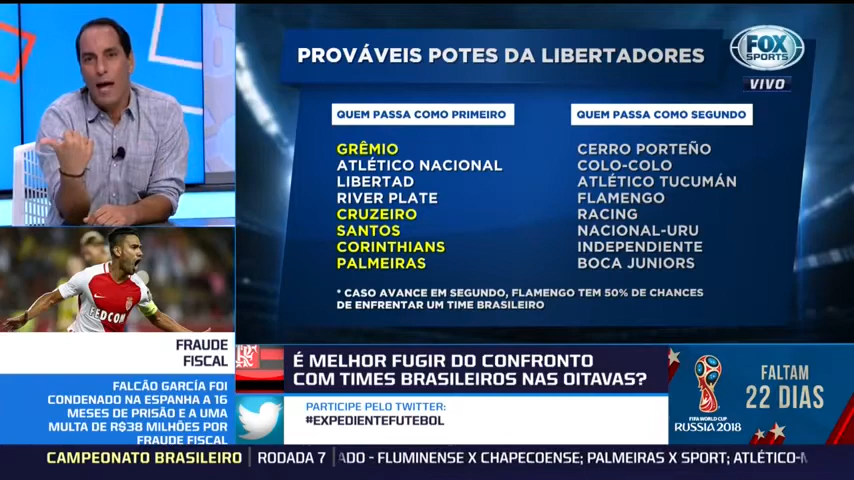 PROVÁVEIS POTES DA LIBERTADORES
FOX
SPORTS
VIVO
QUEM PASSA COMO PRIMEIRO
GRÊMIO
ATLÉTICO NACIONAL
LIBERTAD
RIVER PLATE
CRUZEIRO
SANTOS
CORINTHIANS
PALMEIRAS
QUEM PASSA COMO SEGUNDO
CERRO PORTEÑO
COLO-COLO
ATLÉTICO TUCUMÁN
FLAMENGO
RACING
NACIONAL-URU
INDEPENDIENTE
BOCA JUNIORS
* CASO AVANCE EM SEGUNDO, FLAMENGO TEM 50% DE CHANCES
DE ENFRENTAR UM TIME BRASILEIRO
FEDCOM
FRAUDE
FISCAL
FALCÃO GARCÍA FOI
CONDENADO NA ESPANHA A 16
MESES DE PRISÃO E A UMA
MULTA DE R$38 MILHÕES POR
FRAUDE FISCAL
É MELHOR FUGIR DO CONFRONTO
COM TIMES BRASILEIROS NAS OITAVAS?
PARTICIPE PELO TWITTER:
#EXPEDIENTEFUTEBOL
FIFA WORLD CUP
RUSSIA 2018
FALTAM
22 DIAS
CAMPEONATO BRASILEIRO RODADA 7 ADO - FLUMINENSE X CHAPECOENSE; PALMEIRAS X SPORT; ATLÉTICO-M